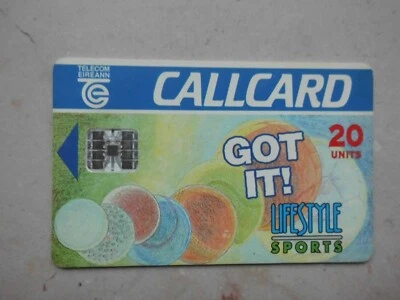 TELECOM
EIREANN
CALLCARD
20
UNITS
GOT
IT!
LIFESTYLE
SPORTS